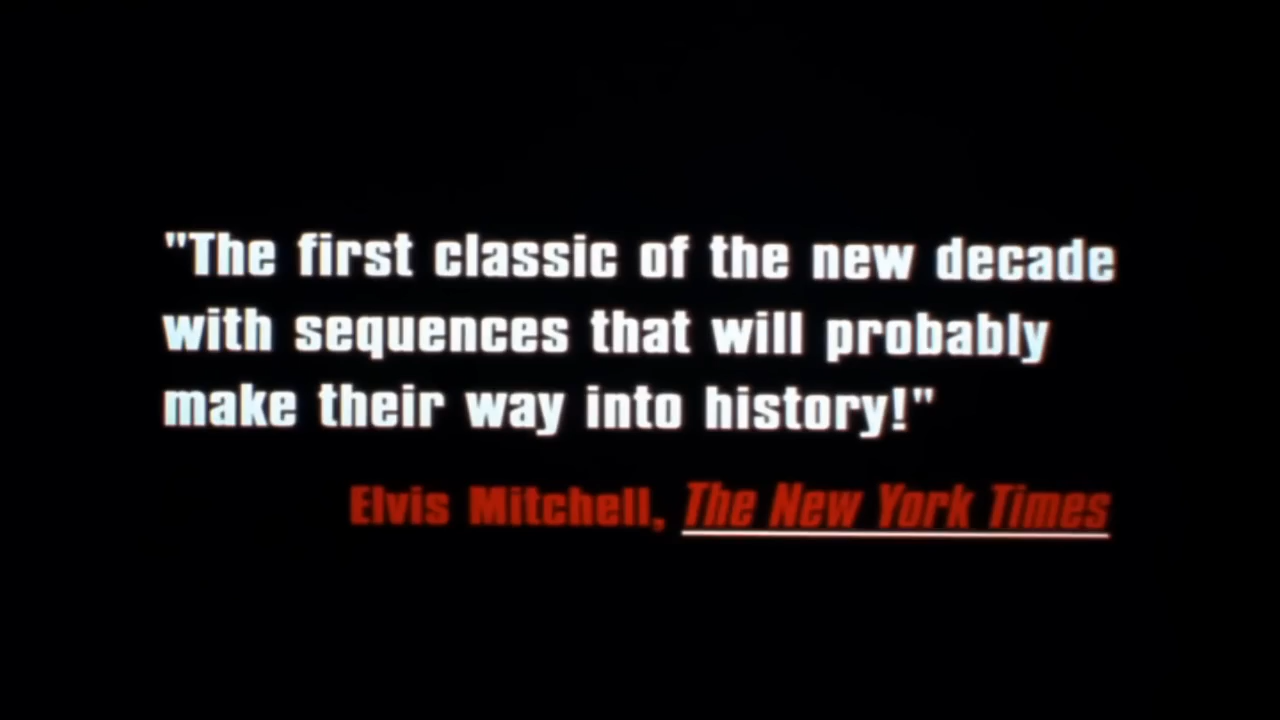 "The first classic of the new decade
with sequences that will probably
make their way into history!"
Elvis Mitchell, The New York Times